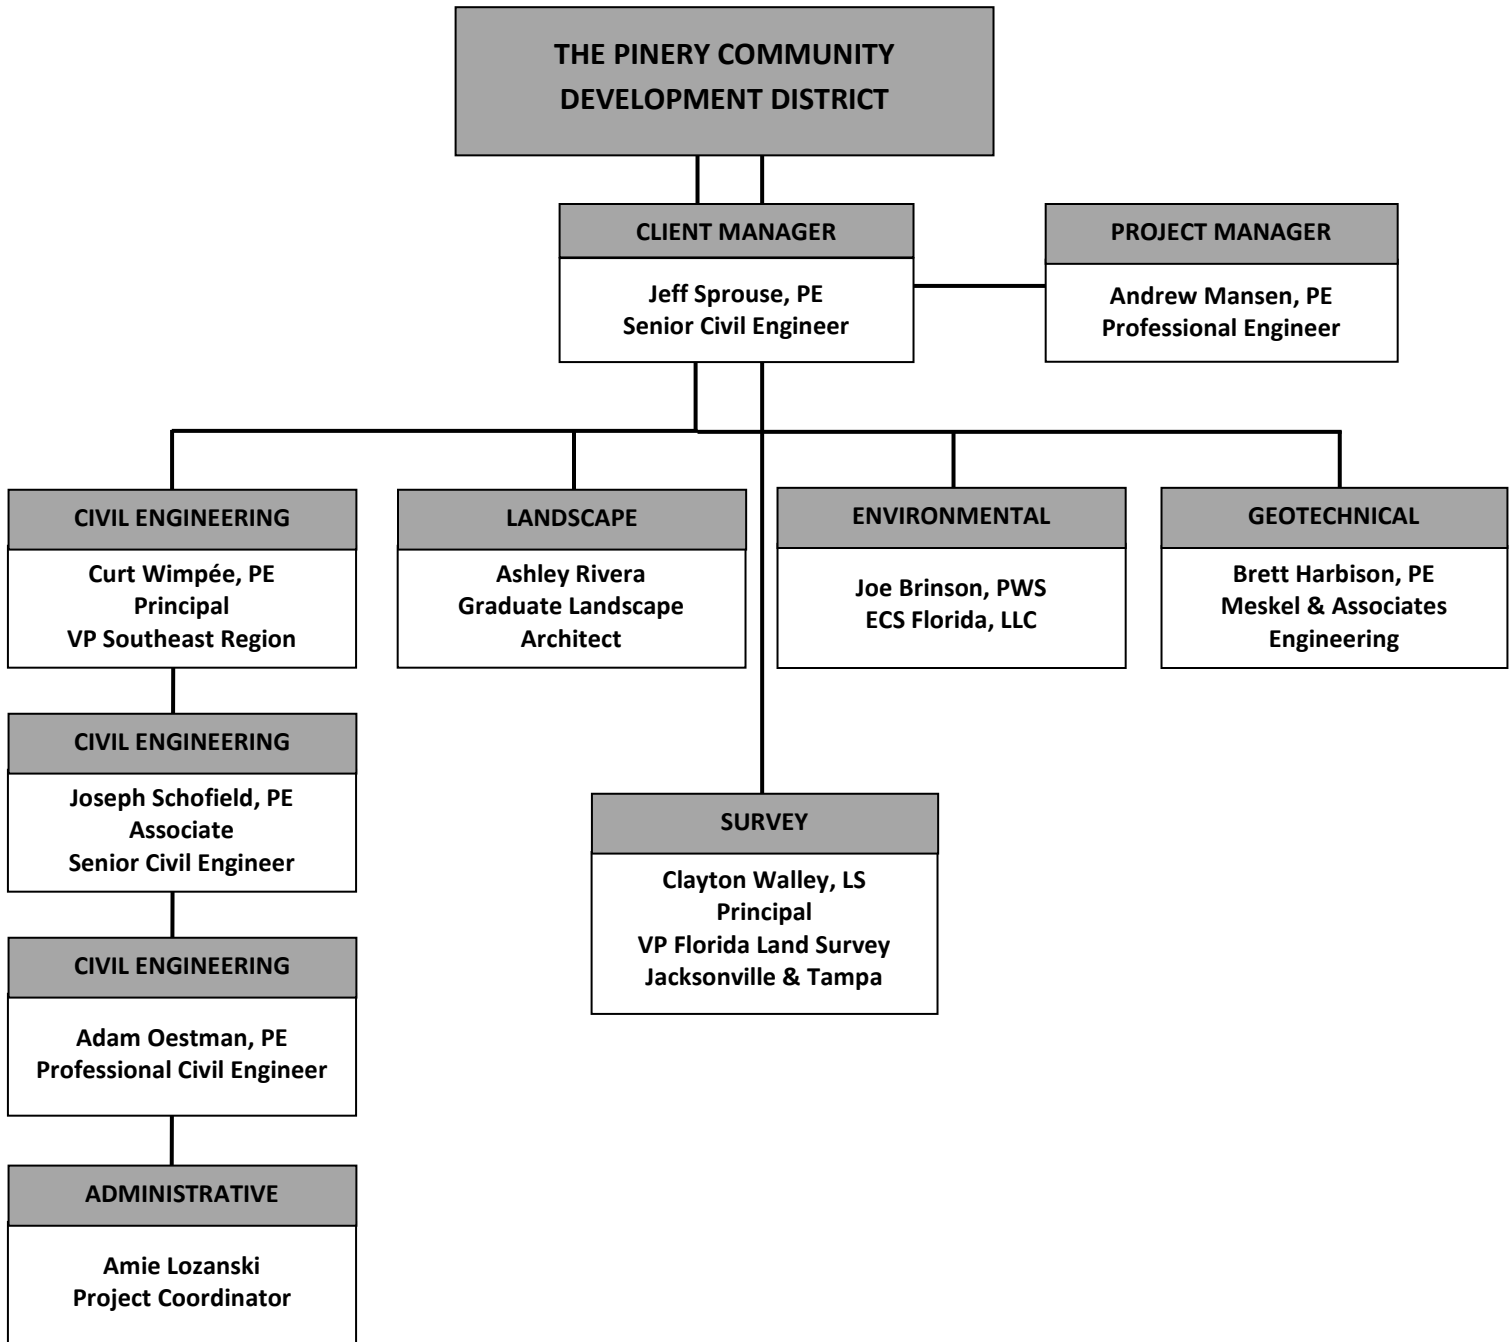 THE PINERY COMMUNITY
DEVELOPMENT DISTRICT
CLIENT MANAGER
Jeff Sprouse, PE
Senior Civil Engineer
PROJECT MANAGER
Andrew Mansen, PE
Professional Engineer
CIVIL ENGINEERING
Curt Wimpée, PE
Principal
VP Southeast Region
LANDSCAPE
Ashley Rivera
Graduate Landscape
Architect
ENVIRONMENTAL
Joe Brinson, PWS
ECS Florida, LLC
GEOTECHNICAL
Brett Harbison, PE
Meskel & Associates
Engineering
CIVIL ENGINEERING
Joseph Schofield, PE
Associate
Senior Civil Engineer
SURVEY
Clayton Walley, LS
Principal
VP Florida Land Survey
Jacksonville & Tampa
CIVIL ENGINEERING
Adam Oestman, PE
Professional Civil Engineer
ADMINISTRATIVE
Amie Lozanski
Project Coordinator